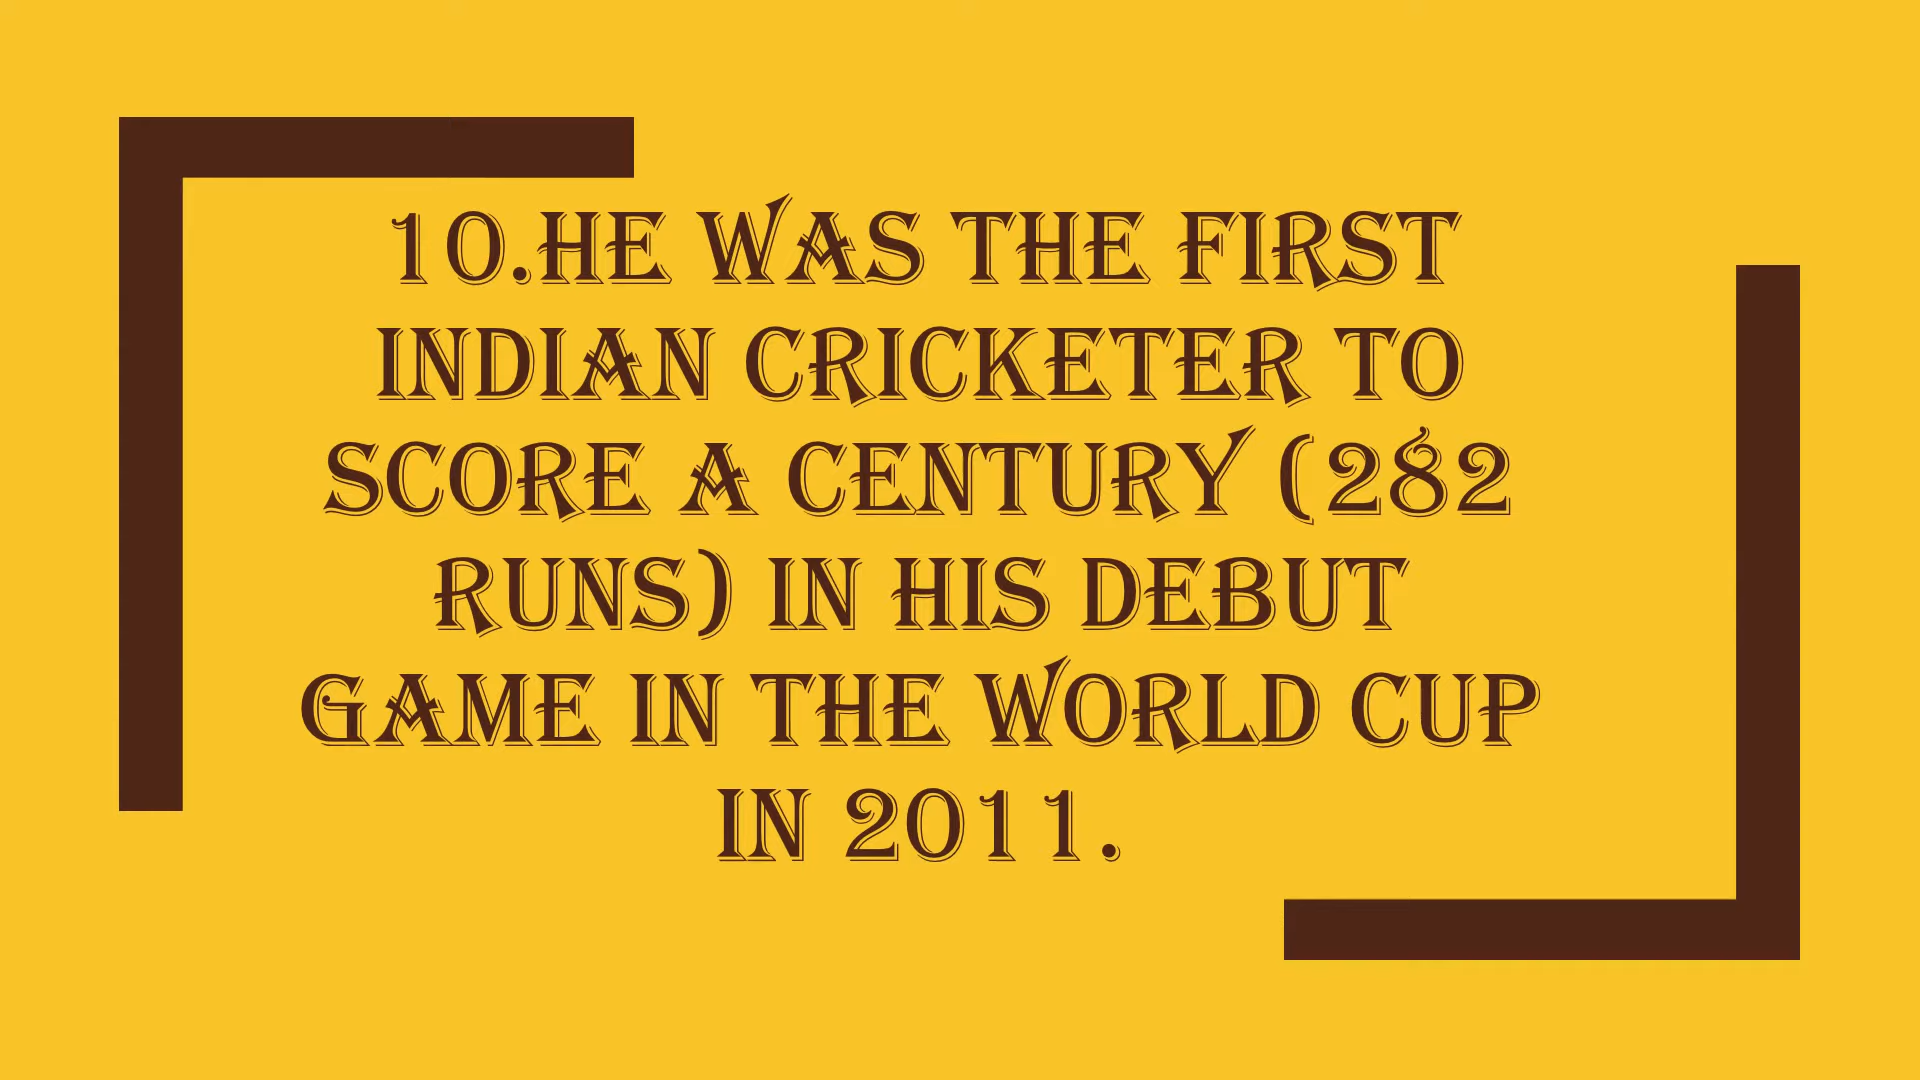 10.HE WAS THE FIRST
INDIAN CRICKETER TO
SCORE A CENTURY (282
RUNS) IN HIS DEBUT
GAME IN THE WORLD CUP
IN 2011.